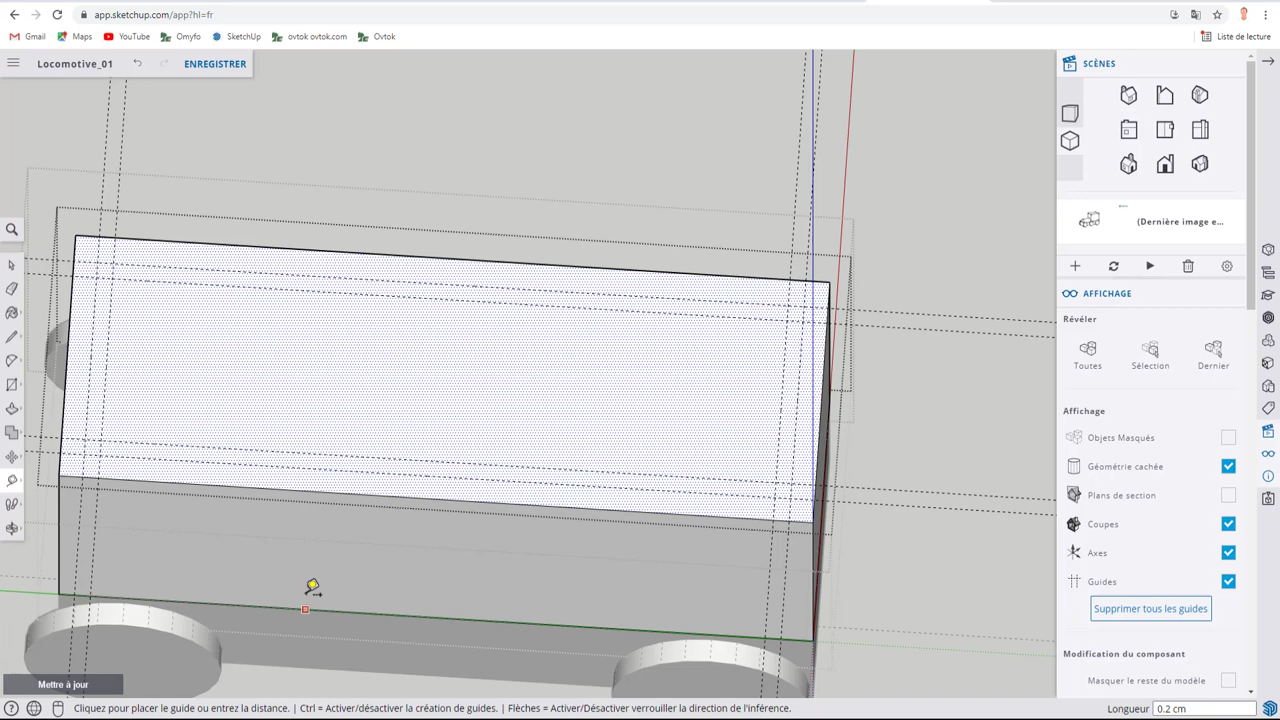 app.sketchup.com/app?hl=fr
Gmail
Maps
YouTube
Omyfo
SketchUp
ovtok ovtok.com
Ovtok
Liste de lecture
Locomotive_01
ENREGISTRER
SCÈNES
(Dernière image e...
AFFICHAGE
Révéler
Toutes
Sélection
Dernier
Affichage
Objets Masqués
Géométrie cachée
Plans de section
Coupes
Axes
Guides
Supprimer tous les guides
Modification du composant
Masquer le reste du modèle
Mettre à jour
Cliquez pour placer le guide ou entrez la distance. | Ctrl = Activer/désactiver la création de guides. | Flèches = Activer/Désactiver verrouiller la direction de l'inférence.
Longueur
0.2 cm